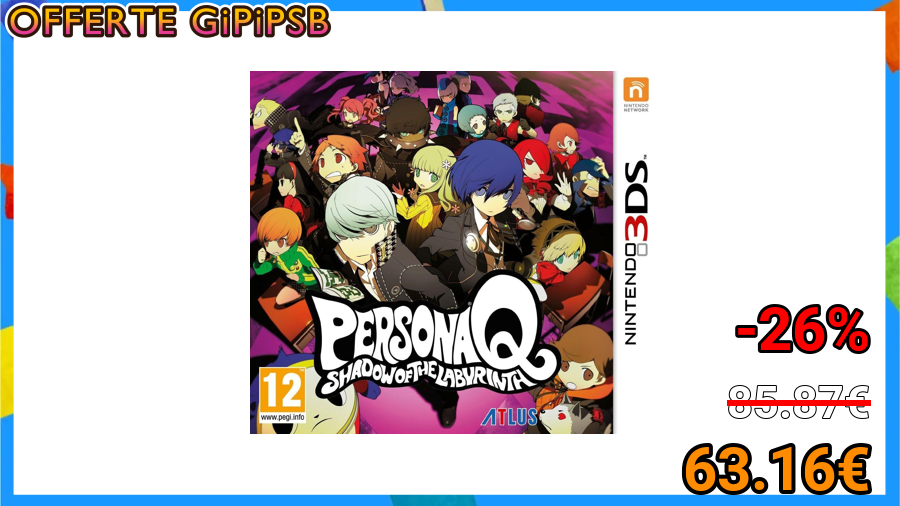 OFFERTE GiPiPSB
NINTENDO
NETWORK
NINTENDO 3DS™
PERSONA Q
SHADOW OF THE LABYRINTH
12
www.pegi.info
ATLUS
-26%
85.87€
63.16€